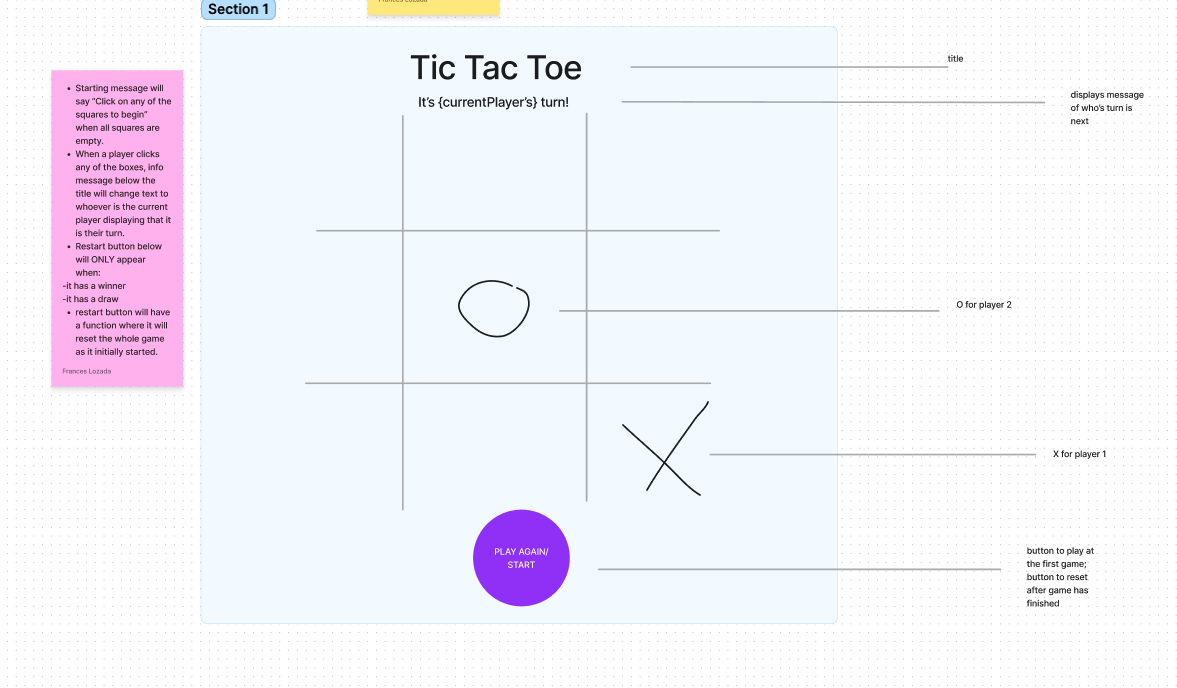 Section 1
Frances Lozada
Tic Tac Toe
It's {currentPlayer's} turn!
title
displays message
of who's turn is
next
• Starting message will
say "Click on any of the
squares to begin"
when all squares are
empty.
• When a player clicks
any of the boxes, info
message below the
title will change text to
whoever is the current
player displaying that it
is their turn.
• Restart button below
will ONLY appear
when:
-it has a winner
-it has a draw
• restart button will have
a function where it will
reset the whole game
as it initially started.
Frances Lozada
O for player 2
X for player 1
PLAY AGAIN/
START
button to play at
the first game;
button to reset
after game has
finished